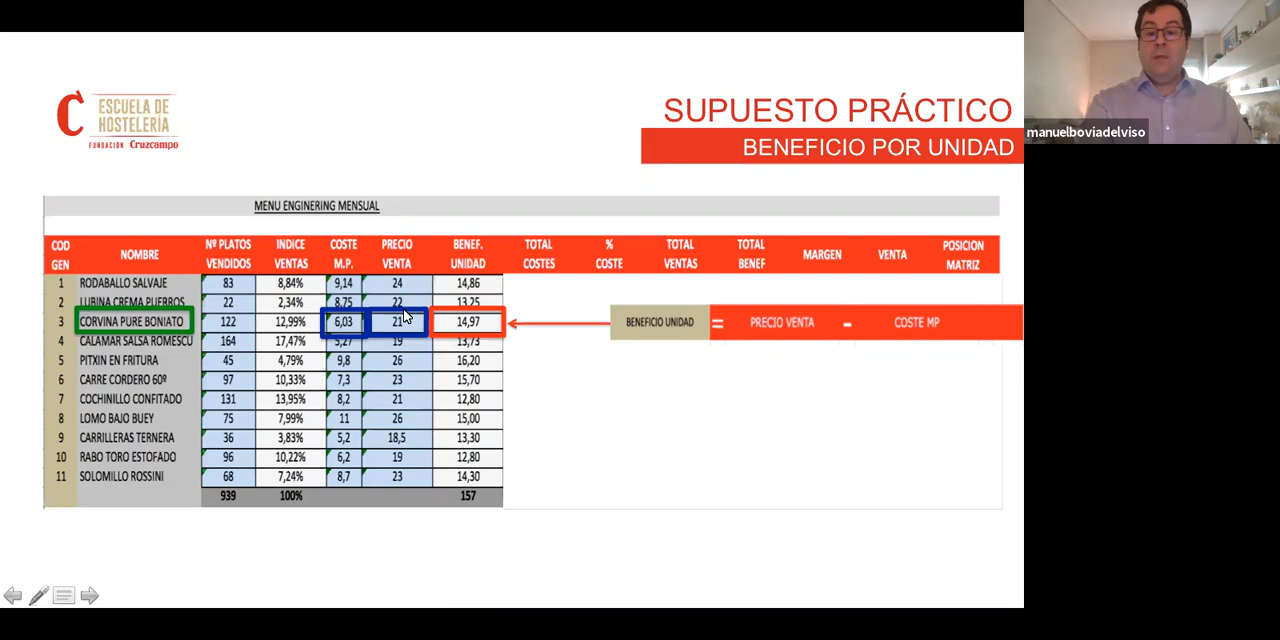 C ESCUELA DE
HOSTELERÍA
FUNDACIÓN Cruzcampo
SUPUESTO PRÁCTICO
BENEFICIO POR UNIDAD
manuelboviadelviso
MENU ENGINERING MENSUAL
COD GEN NOMBRE Nº PLATOS VENDIDOS INDICE VENTAS COSTE M.P. PRECIO VENTA BENEF. UNIDAD TOTAL COSTES % COSTE TOTAL VENTAS TOTAL BENEF MARGEN VENTA POSICION MATRIZ
1 RODABALLO SALVAJE 83 8,84% 9,14 24 14,86
2 LUBINA CREMA PUERROS 22 2,34% 8,75 22 13,25
3 CORVINA PURE BONIATO 122 12,99% 6,03 21 14,97
BENEFICIO UNIDAD = PRECIO VENTA - COSTE MP
4 CALAMAR SALSA ROMESCU 164 17,47% 5,27 19 13,73
5 PITXIN EN FRITURA 45 4,79% 9,8 26 16,20
6 CARRE CORDERO 60º 97 10,33% 7,3 23 15,70
7 COCHINILLO CONFITADO 131 13,95% 8,2 21 12,80
8 LOMO BAJO BUEY 75 7,99% 11 26 15,00
9 CARRILLERAS TERNERA 36 3,83% 5,2 18,5 13,30
10 RABO TORO ESTOFADO 96 10,22% 6,2 19 12,80
11 SOLOMILLO ROSSINI 68 7,24% 8,7 23 14,30
939 100% 157